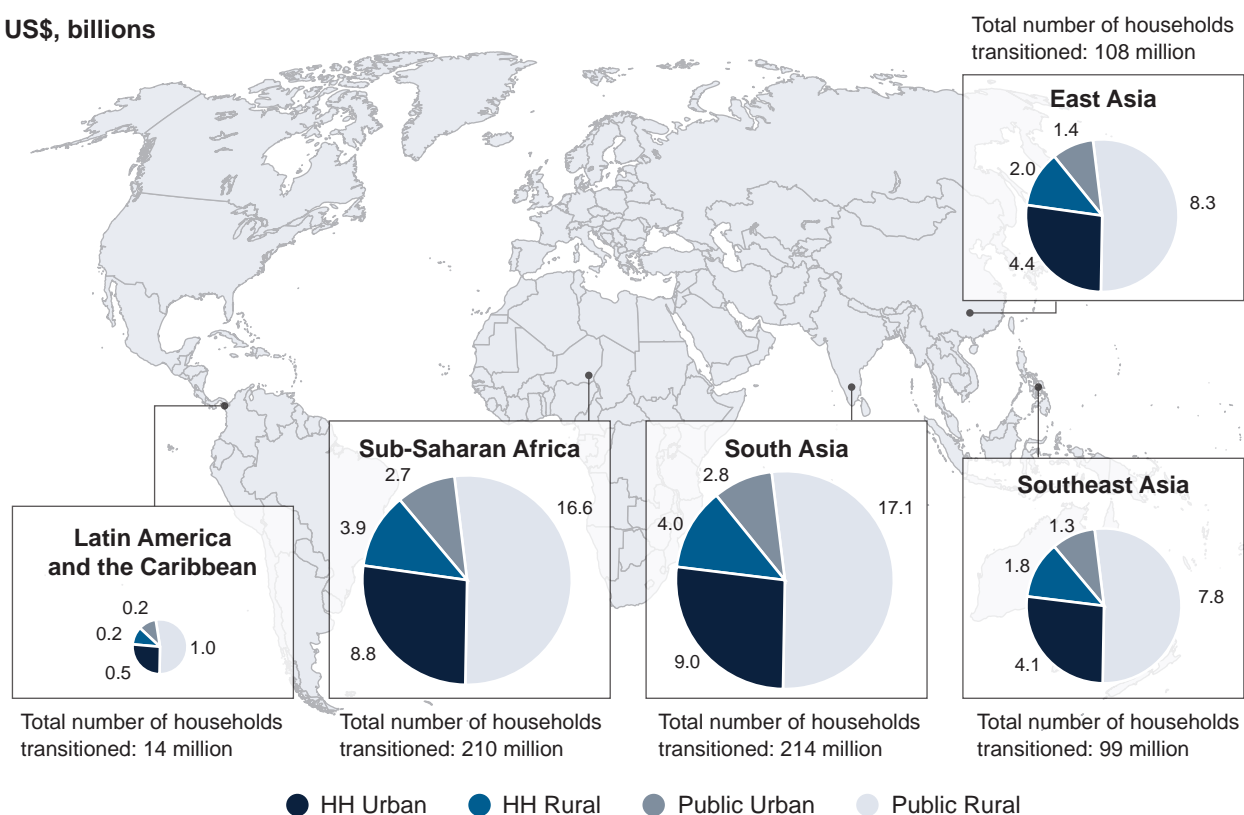 US$, billions
Total number of households
transitioned: 108 million
East Asia
1.4
2.0
8.3
4.4
Sub-Saharan Africa
2.7
16.6
3.9
8.8
South Asia
2.8
17.1
4.0
9.0
Southeast Asia
1.3
1.8
7.8
4.1
Latin America
and the Caribbean
0.2
0.2
1.0
0.5
Total number of households
transitioned: 14 million
Total number of households
transitioned: 210 million
Total number of households
transitioned: 214 million
Total number of households
transitioned: 99 million
HH Urban
HH Rural
Public Urban
Public Rural